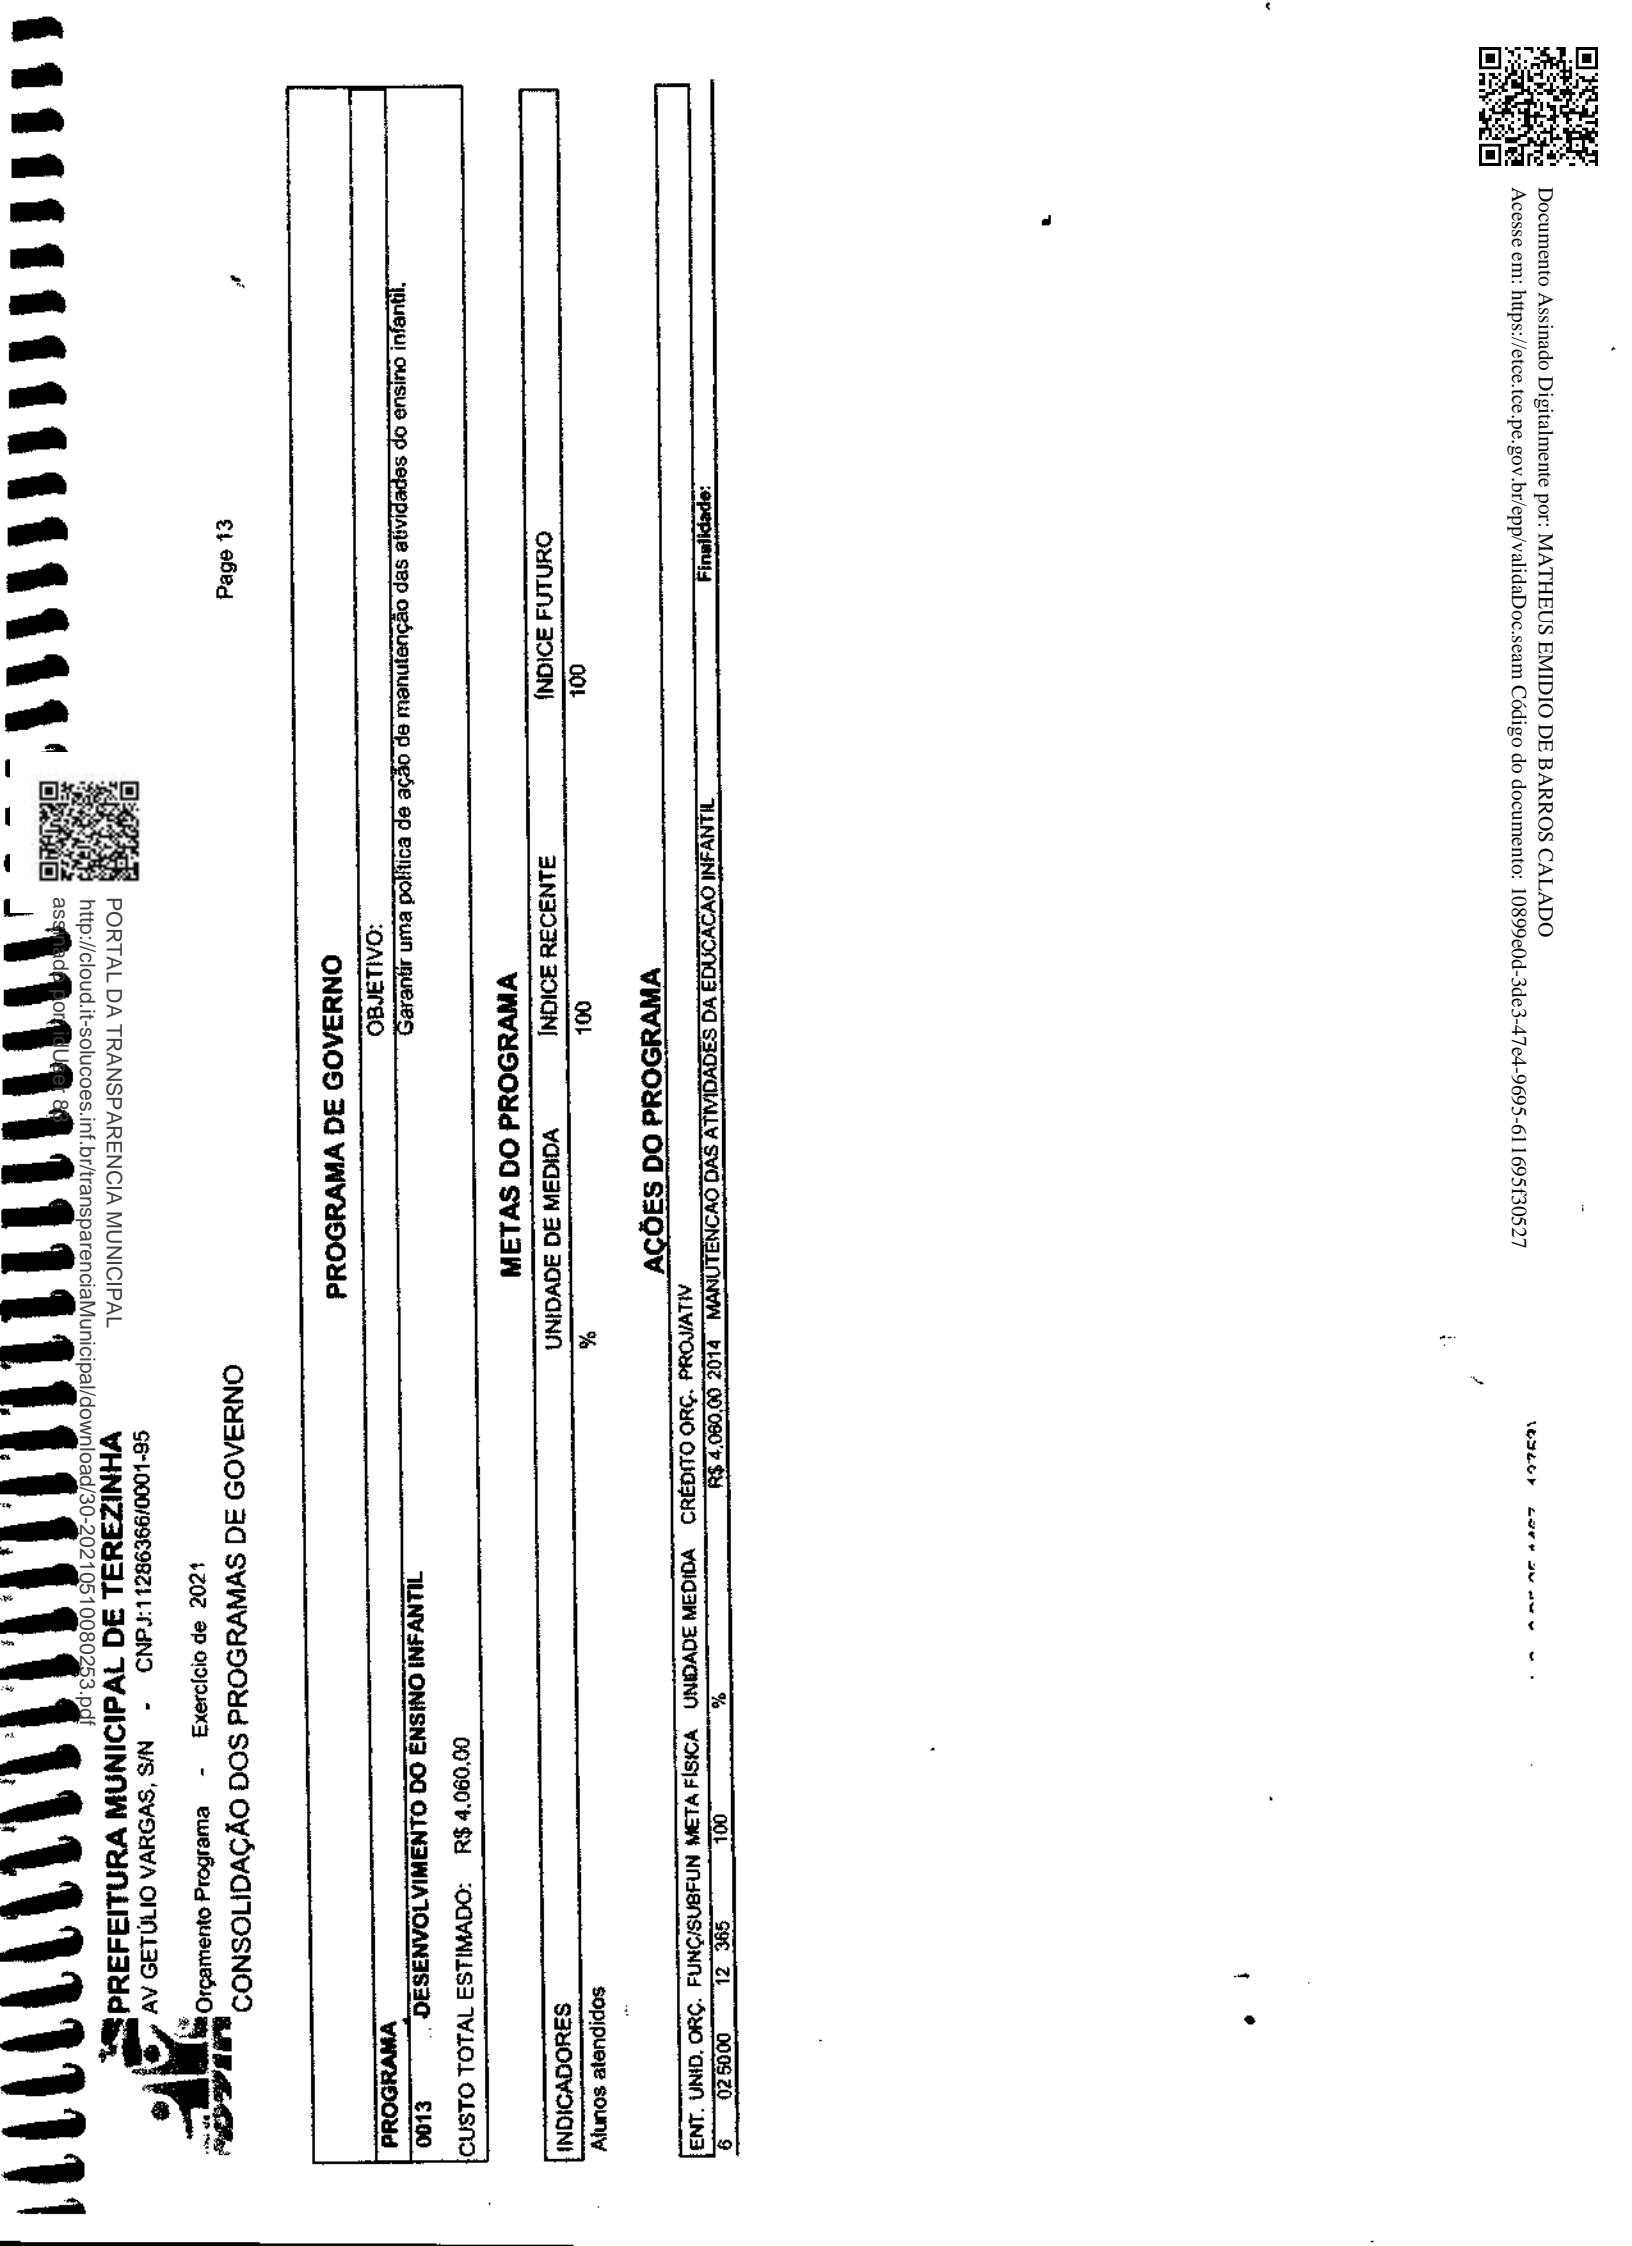 PREFEITURA MUNICIPAL DE TEREZINHA
AV GETÚLIO VARGAS, S/N - CNPJ:11286366/0001-95
Orçamento Programa - Exercício de 2021
Page 13
CONSOLIDAÇÃO DOS PROGRAMAS DE GOVERNO
PROGRAMA DE GOVERNO
PROGRAMA OBJETIVO:
0013 DESENVOLVIMENTO DO ENSINO INFANTIL Garantir uma política de ação de manutenção das atividades do ensino infantil.
CUSTO TOTAL ESTIMADO: R$ 4.060,00
METAS DO PROGRAMA
INDICADORES UNIDADE DE MEDIDA ÍNDICE RECENTE ÍNDICE FUTURO
Alunos atendidos % 100 100
AÇÕES DO PROGRAMA
ENT. UNID. ORÇ. FUNÇ/SUBFUN META FÍSICA UNIDADE MEDIDA CRÉDITO ORÇ. PROJ/ATIV
6 025000 12 365 100 % R$ 4.060,00 2014 MANUTENCAO DAS ATIVIDADES DA EDUCACAO INFANTIL Finalidade:
PORTAL DA TRANSPARENCIA MUNICIPAL
http://cloud.it-solucoes.inf.br/transparenciaMunicipal/download/30-20210510080253.pdf
assinado por: idUser 83
Documento Assinado Digitalmente por: MATHEUS EMIDIO DE BARROS CALADO
Acesse em: https://etce.tce.pe.gov.br/epp/validaDoc.seam Código do documento: 10899e0d-3de3-47e4-9695-611695f30527